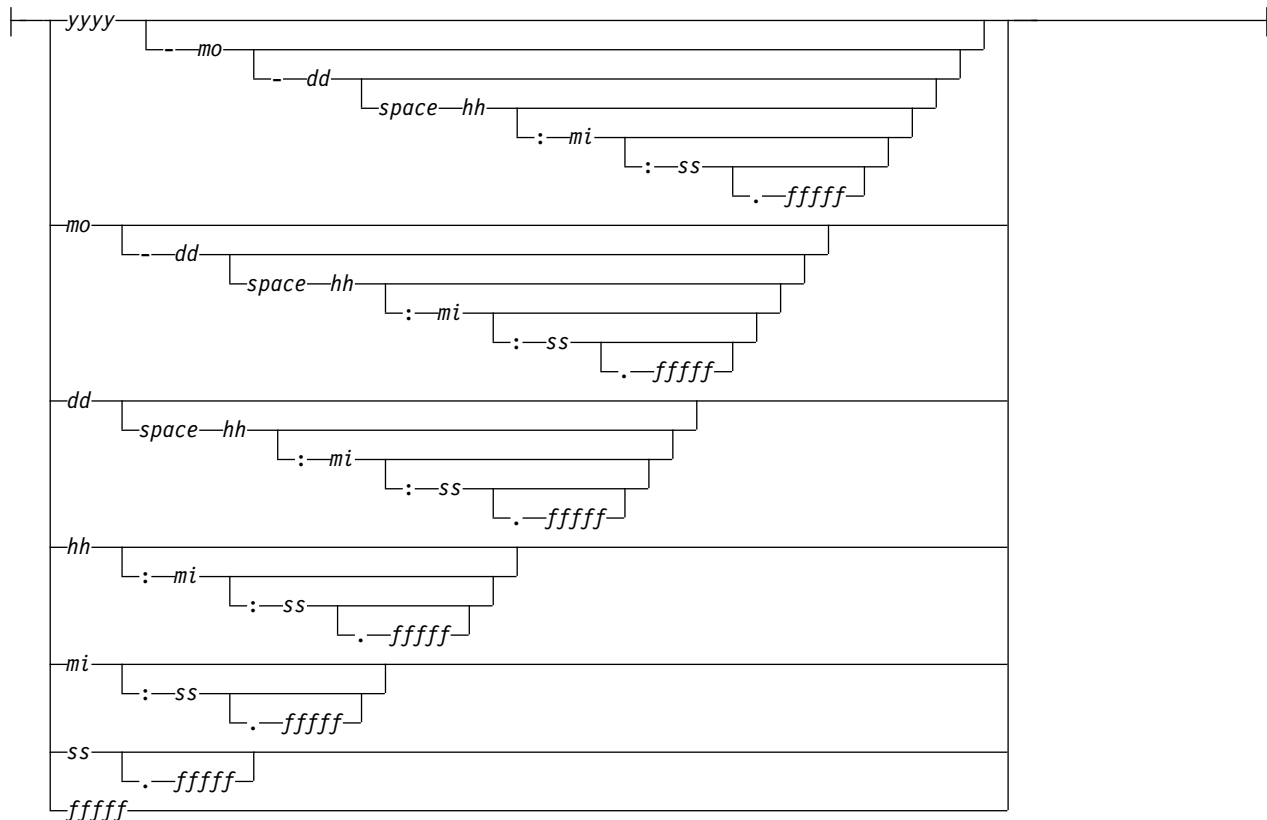 yyyy
- mo
- dd
space hh
: mi
: ss
. fffff
mo
- dd
space hh
: mi
: ss
. fffff
dd
space hh
: mi
: ss
. fffff
hh
: mi
: ss
. fffff
mi
: ss
. fffff
ss
. fffff
fffff